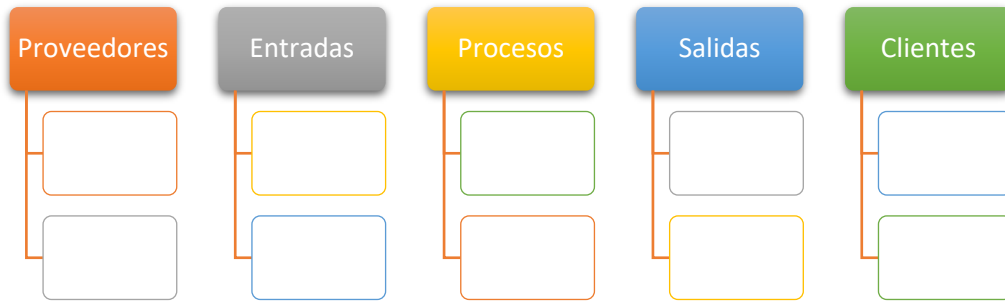 Proveedores
Entradas
Procesos
Salidas
Clientes